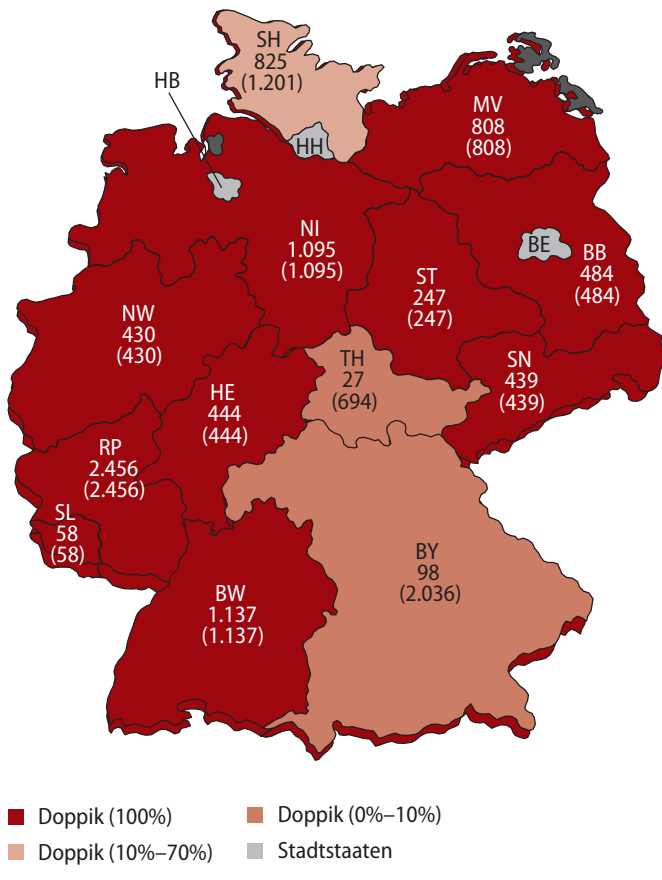 SH
825
(1.201)
HB
MV
808
(808)
HH
NI
1.095
(1.095)
BE
BB
484
(484)
ST
247
(247)
NW
430
(430)
TH
27
(694)
SN
439
(439)
HE
444
(444)
RP
2.456
(2.456)
SL
58
(58)
BY
98
(2.036)
BW
1.137
(1.137)
Doppik (100%)
Doppik (0%–10%)
Doppik (10%–70%)
Stadtstaaten